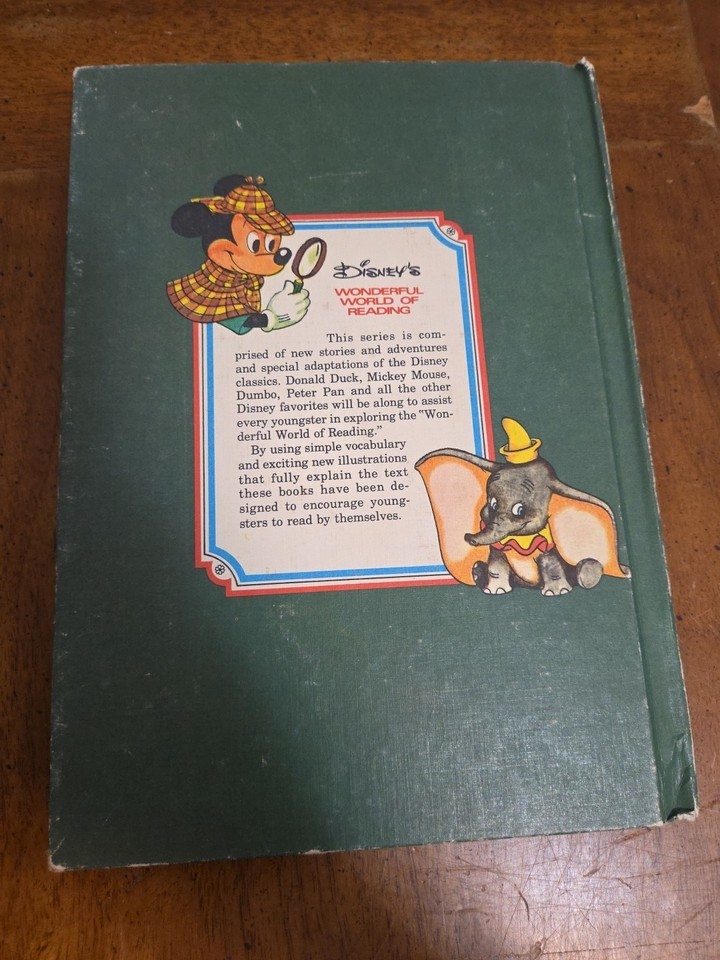 Disney's
WONDERFUL
WORLD OF
READING
This series is com-
prised of new stories and adventures
and special adaptations of the Disney
classics. Donald Duck, Mickey Mouse,
Dumbo, Peter Pan and all the other
Disney favorites will be along to assist
every youngster in exploring the "Won-
derful World of Reading."
By using simple vocabulary
and exciting new illustrations
that fully explain the text
these books have been de-
signed to encourage young-
sters to read by themselves.